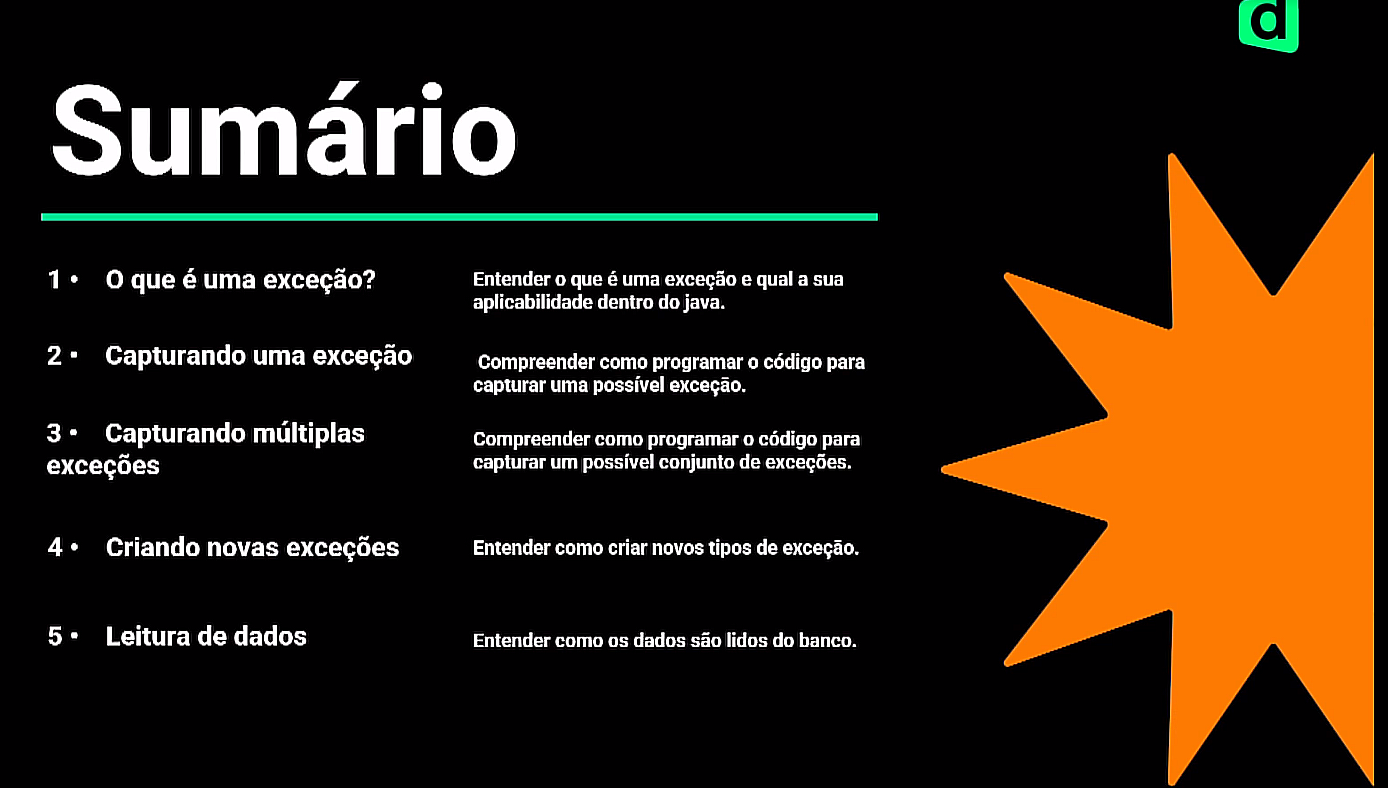 d
Sumário
1 • O que é uma exceção?
Entender o que é uma exceção e qual a sua
aplicabilidade dentro do java.
2 • Capturando uma exceção
Compreender como programar o código para
capturar uma possível exceção.
3 • Capturando múltiplas
exceções
Compreender como programar o código para
capturar um possível conjunto de exceções.
4 • Criando novas exceções
Entender como criar novos tipos de exceção.
5 • Leitura de dados
Entender como os dados são lidos do banco.